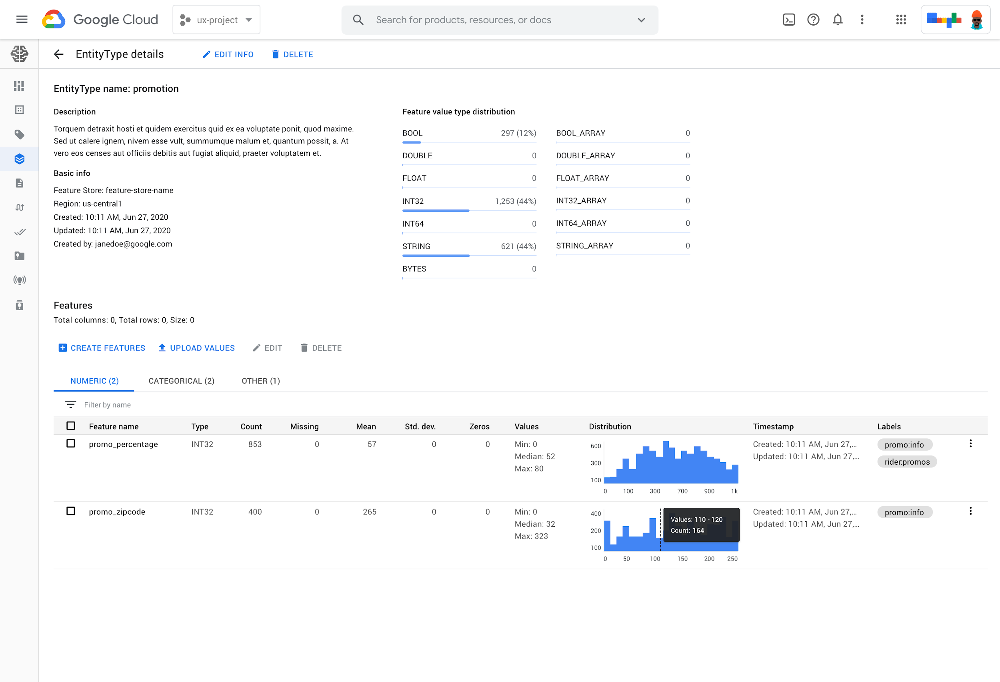 Google Cloud
ux-project
Search for products, resources, or docs
EntityType details
EDIT INFO
DELETE
EntityType name: promotion
Description
Torquem detraxit hosti et quidem exercitus quid ex ea voluptate ponit, quod maxime.
Sed ut calere ignem, nivem esse vult, summumque malum et, quantum possit, a. At
vero eos censes aut officiis debitis aut fugiat aliquid, praeter voluptatem et.
Basic info
Feature Store: feature-store-name
Region: us-central1
Created: 10:11 AM, Jun 27, 2020
Updated: 10:11 AM, Jun 27, 2020
Created by: janedoe@google.com
Feature value type distribution
BOOL 297 (12%)
DOUBLE 0
FLOAT 0
INT32 1,253 (44%)
INT64 0
STRING 621 (44%)
BYTES 0
BOOL_ARRAY 0
DOUBLE_ARRAY 0
FLOAT_ARRAY 0
INT32_ARRAY 0
INT64_ARRAY 0
STRING_ARRAY 0
Features
Total columns: 0, Total rows: 0, Size: 0
CREATE FEATURES UPLOAD VALUES EDIT DELETE
NUMERIC (2) CATEGORICAL (2) OTHER (1)
Filter by name
Feature name Type Count Missing Mean Std. dev. Zeros Values Distribution Timestamp Labels
promo_percentage INT32 853 0 57 0 0
Min: 0
Median: 52
Max: 80
600
300
100
0 100 300 700 900 1k
Created: 10:11 AM, Jun 27,...
Updated: 10:11 AM, Jun 27,...
promo:info
rider:promos
promo_zipcode INT32 400 0 265 0 0
Min: 0
Median: 32
Max: 323
400
200
100
0 50 100 150 200 250
Values: 110 - 120
Count: 164
Created: 10:11 AM, Jun 27,...
Updated: 10:11 AM, Jun 27,...
promo:info